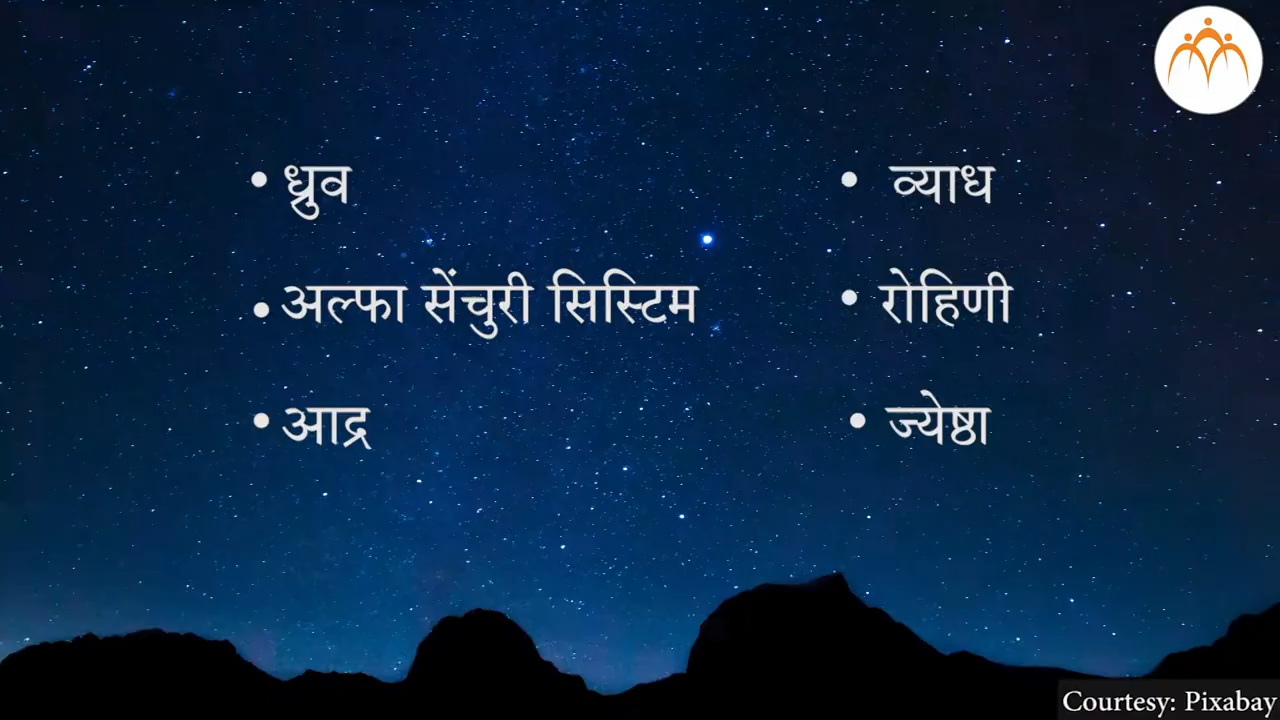 • ध्रुव
• व्याध
• अल्फा सेंचुरी सिस्टिम
• रोहिणी
• आद्र
• ज्येष्ठा
Courtesy: Pixabay